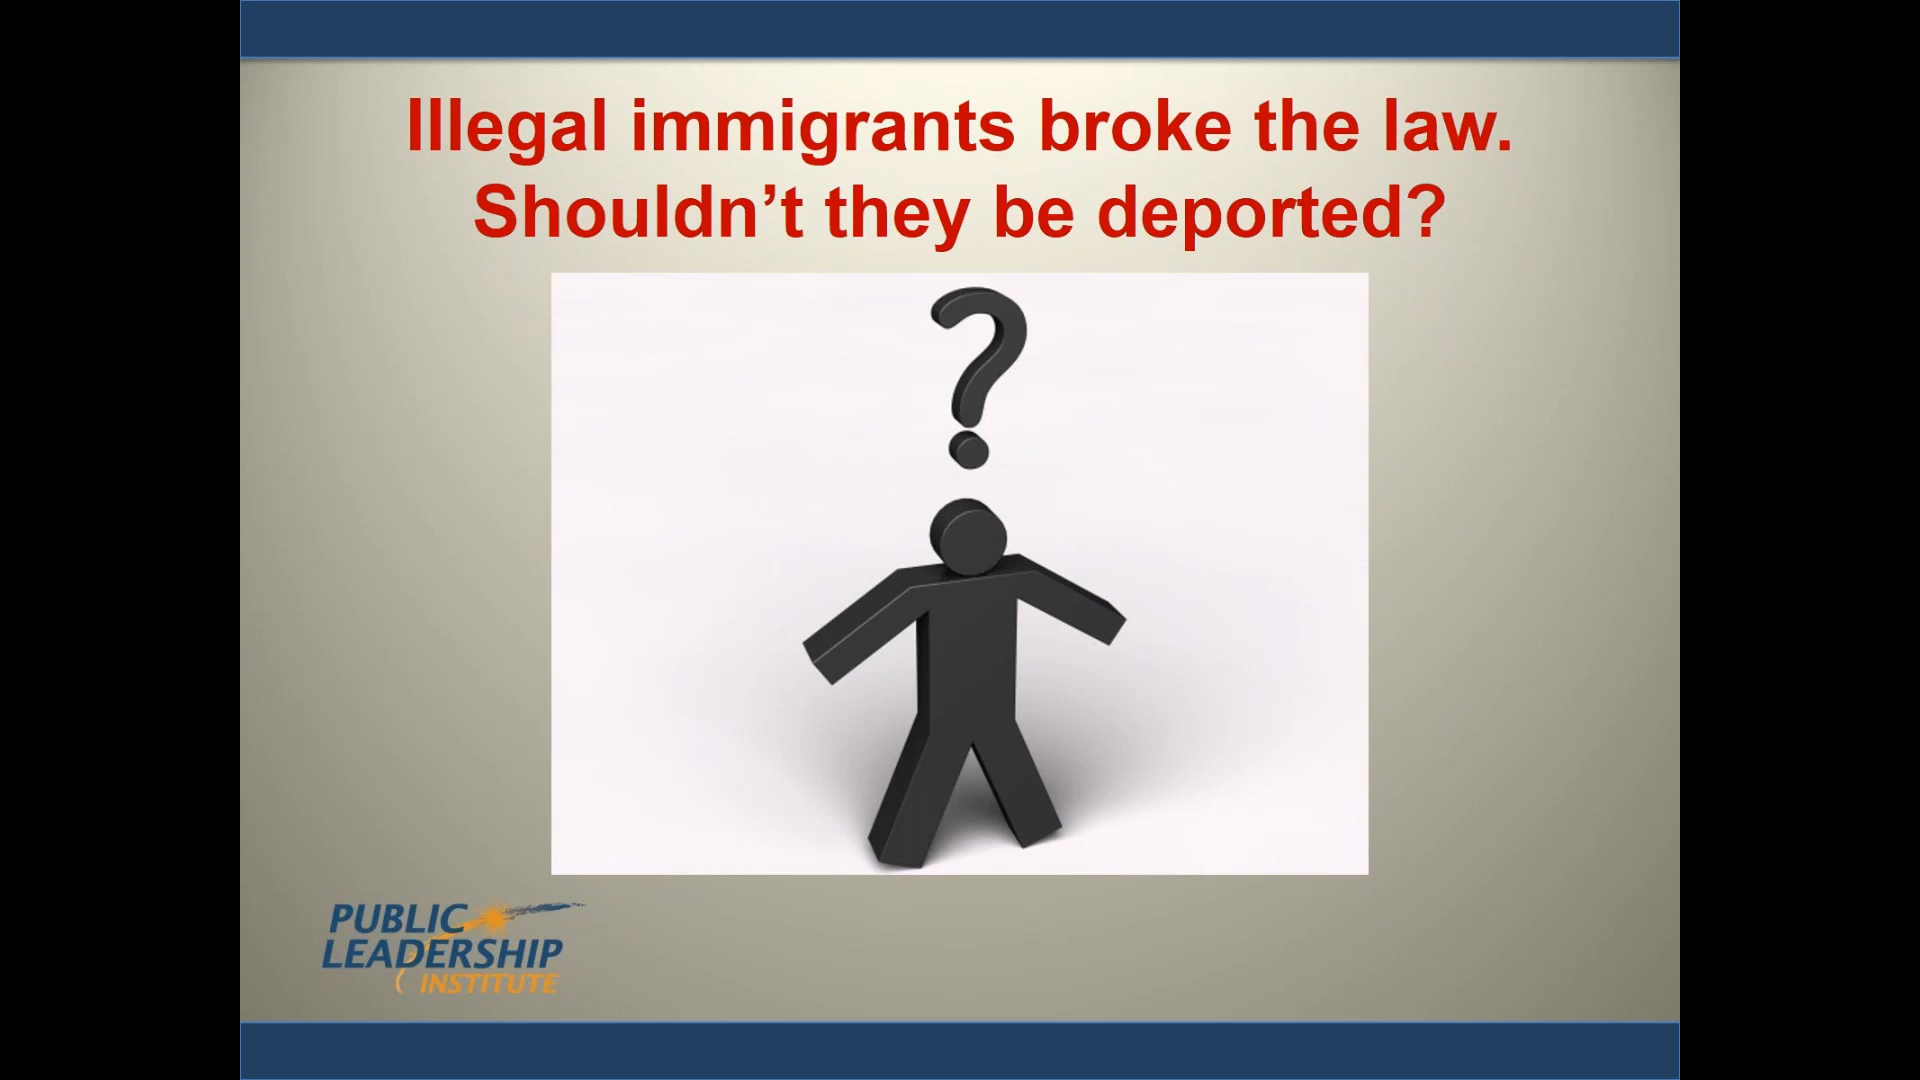 Illegal immigrants broke the law.
Shouldn’t they be deported?
?
PUBLIC
LEADERSHIP
INSTITUTE